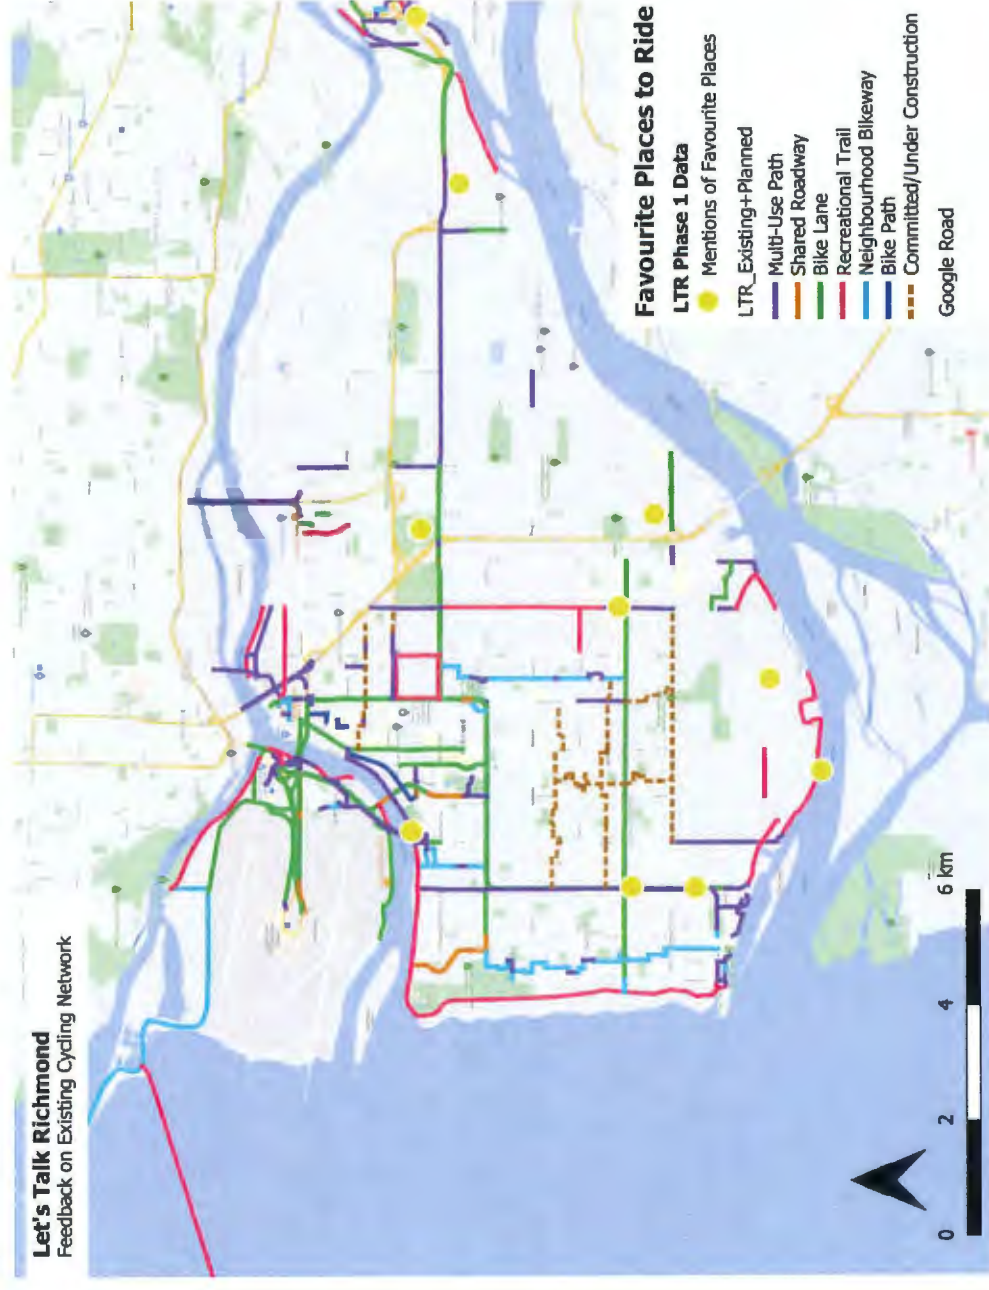 Let's Talk Richmond
Feedback on Existing Cycling Network
Favourite Places to Ride
LTR Phase 1 Data
Mentions of Favourite Places
LTR_Existing+Planned
Multi-Use Path
Shared Roadway
Bike Lane
Recreational Trail
Neighbourhood Bikeway
Bike Path
Committed/Under Construction
Google Road
0 2 4 6 km